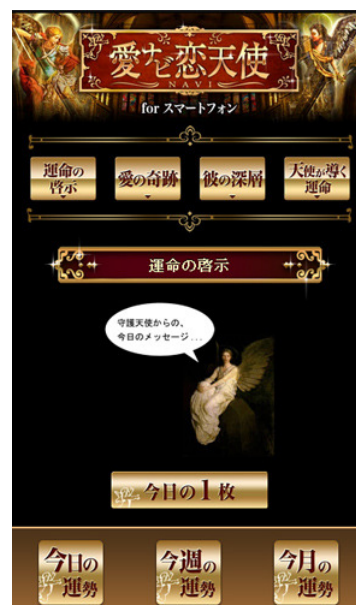 愛ナビ恋天使
NAVI
for スマートフォン
運命の
啓示
愛の奇跡
彼の深層
天使が導く
運命
運命の啓示
守護天使からの、
今日のメッセージ...
今日の1枚
今日の
運勢
今週の
運勢
今月の
運勢